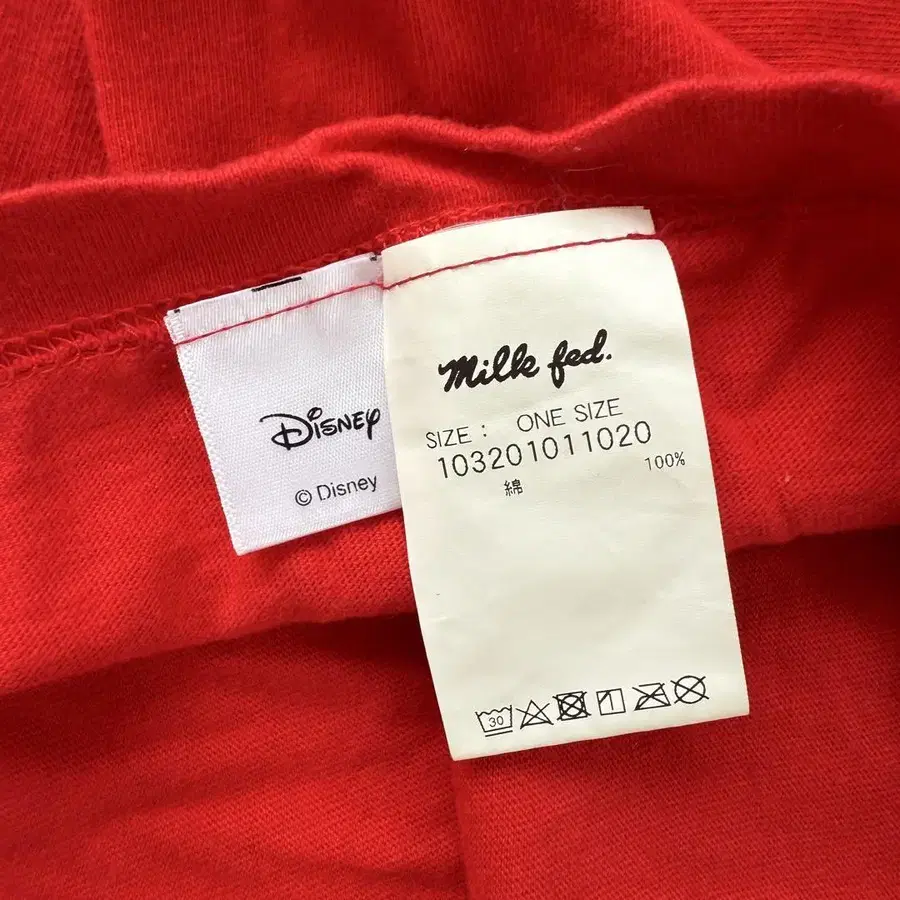 Disney
© Disney
Milk fed.
SIZE : ONE SIZE
103201011020
綿 100%
30